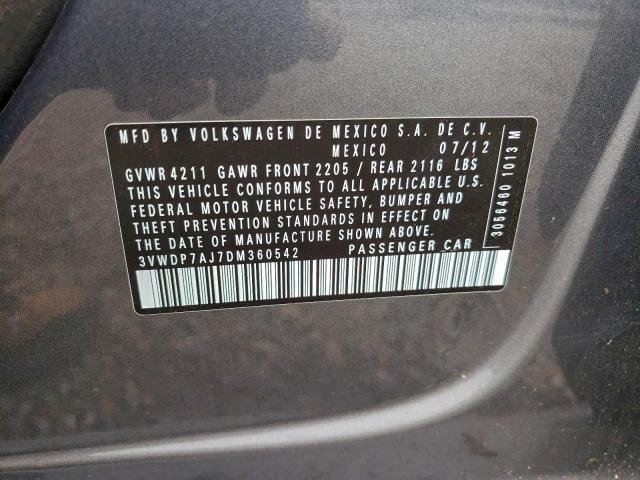 MFD BY VOLKSWAGEN DE MEXICO S.A. DE C.V.
MEXICO 07/12
GVWR 4211 GAWR FRONT 2205 / REAR 2116 LBS
THIS VEHICLE CONFORMS TO ALL APPLICABLE U.S.
FEDERAL MOTOR VEHICLE SAFETY, BUMPER AND
THEFT PREVENTION STANDARDS IN EFFECT ON
THE DATE OF MANUFACTURE SHOWN ABOVE.
3VWDP7AJ7DM360542 PASSENGER CAR
3056460 1013 M